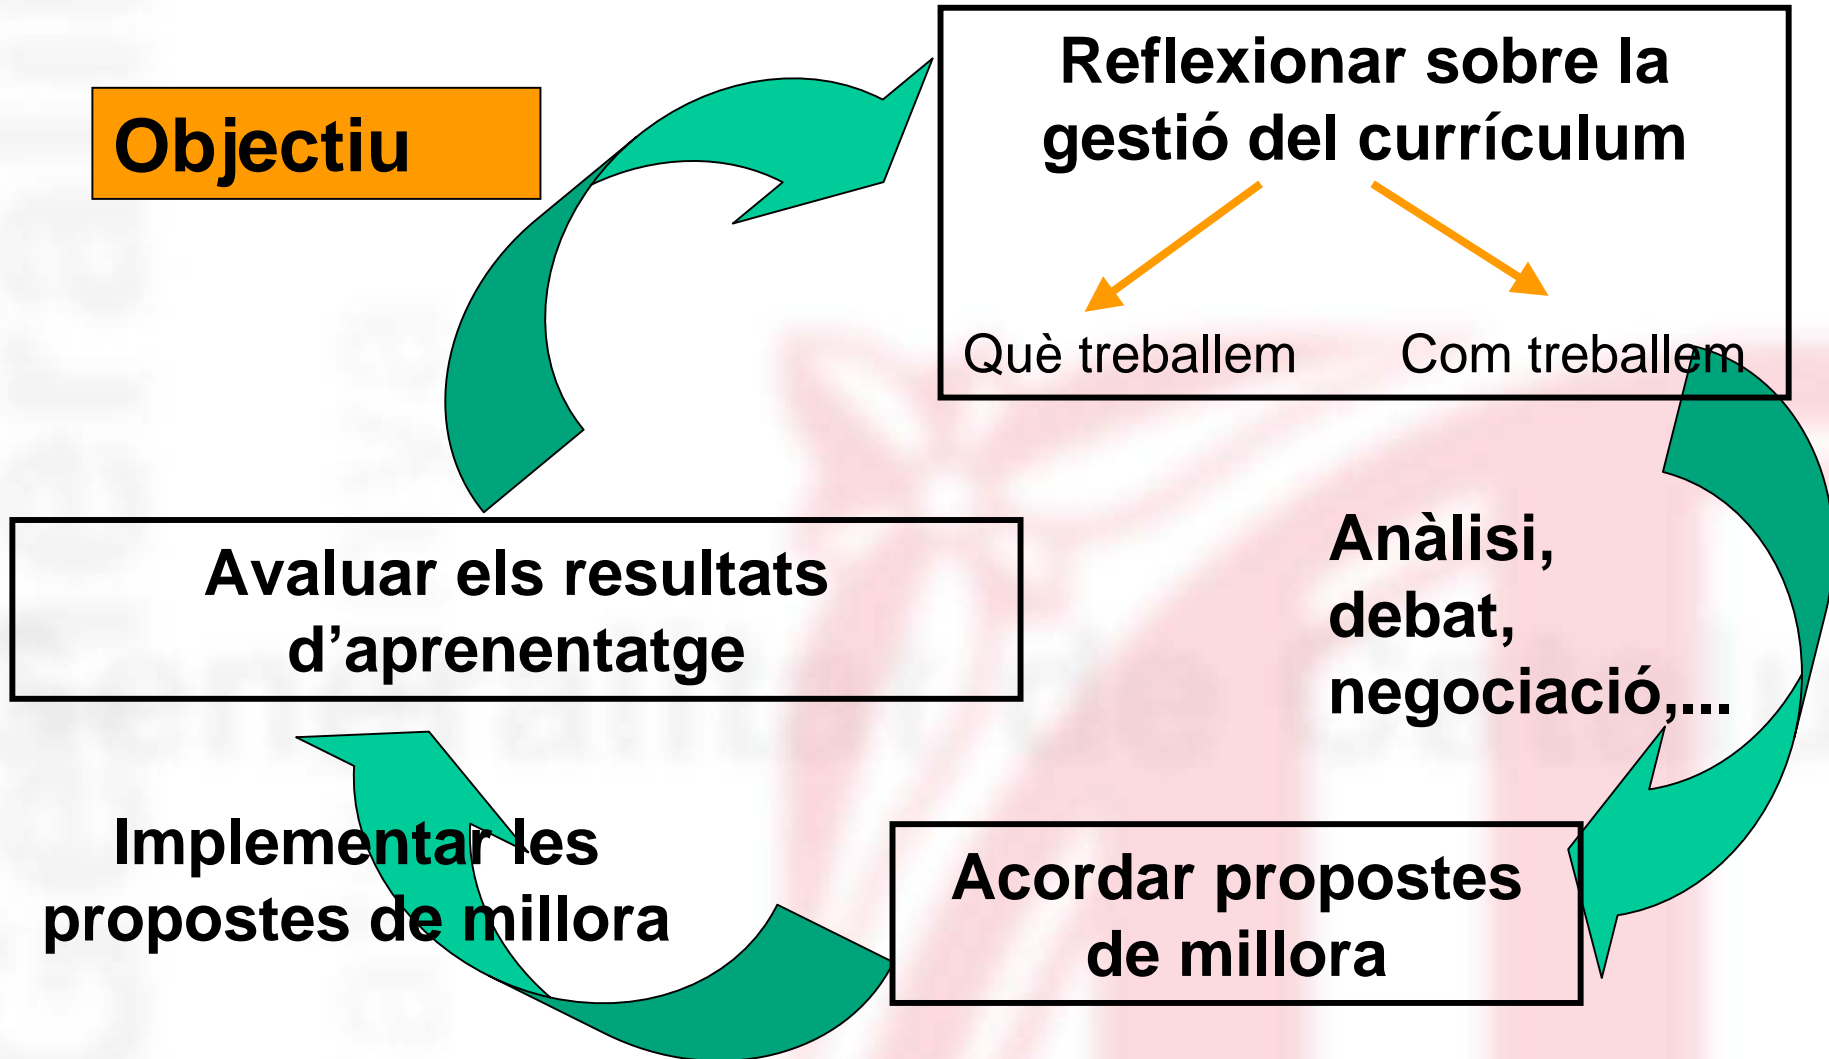 Objectiu
Reflexionar sobre la
gestió del currículum
Què treballem
Com treballem
Anàlisi,
debat,
negociació,...
Acordar propostes
de millora
Implementar les
propostes de millora
Avaluar els resultats
d’aprenentatge